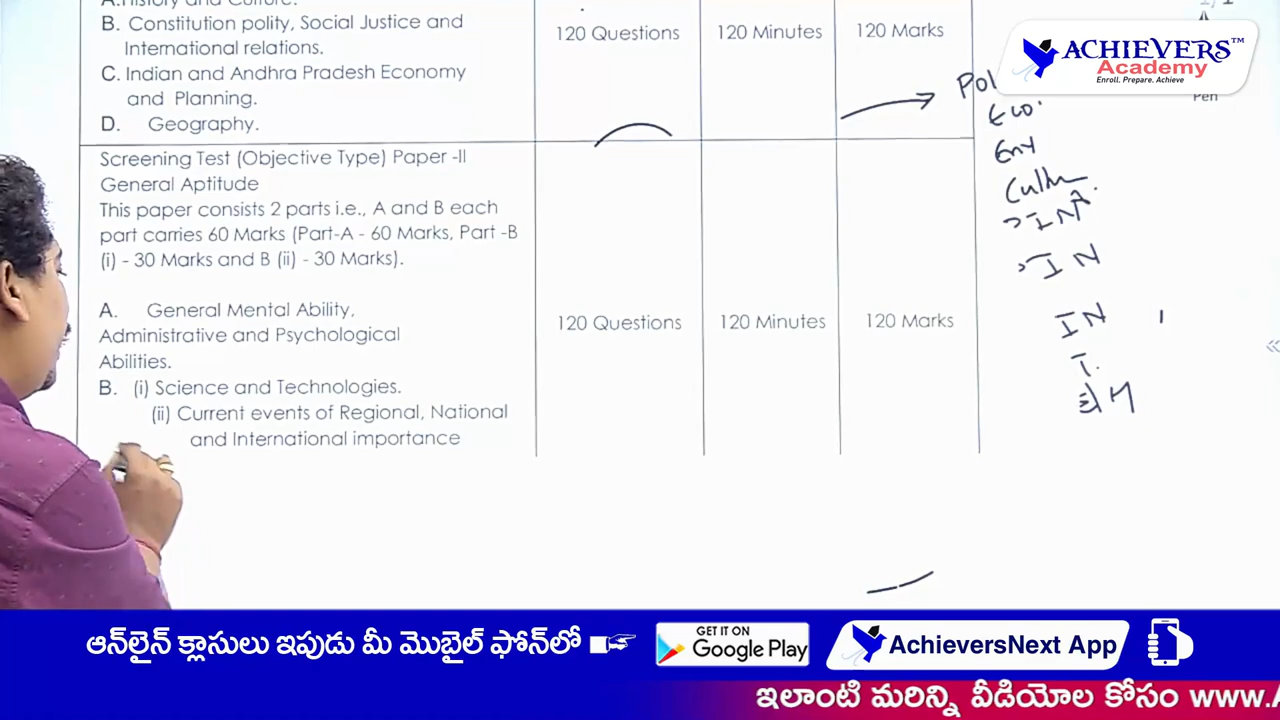 A.History and Culture.
B. Constitution polity, Social Justice and
International relations.
120 Questions
120 Minutes
120 Marks
C. Indian and Andhra Pradesh Economy
and Planning.
D. Geography.
Screening Test (Objective Type) Paper -II
General Aptitude
This paper consists 2 parts i.e., A and B each
part carries 60 Marks (Part-A - 60 Marks, Part -B
(i) - 30 Marks and B (ii) - 30 Marks).
A. General Mental Ability,
Administrative and Psychological
Abilities.
120 Questions
120 Minutes
120 Marks
B. (i) Science and Technologies.
(ii) Current events of Regional, National
and International importance
ACHIEVERS™
Academy
Enroll. Prepare. Achieve
Pen
Pol
Eco.
Env
IN
IN
IN
ఆన్‌లైన్ క్లాసులు ఇపుడు మీ మొబైల్ ఫోన్‌లో
GET IT ON
Google Play
AchieversNext App
ఇలాంటి మరిన్ని వీడియోల కోసం www.A